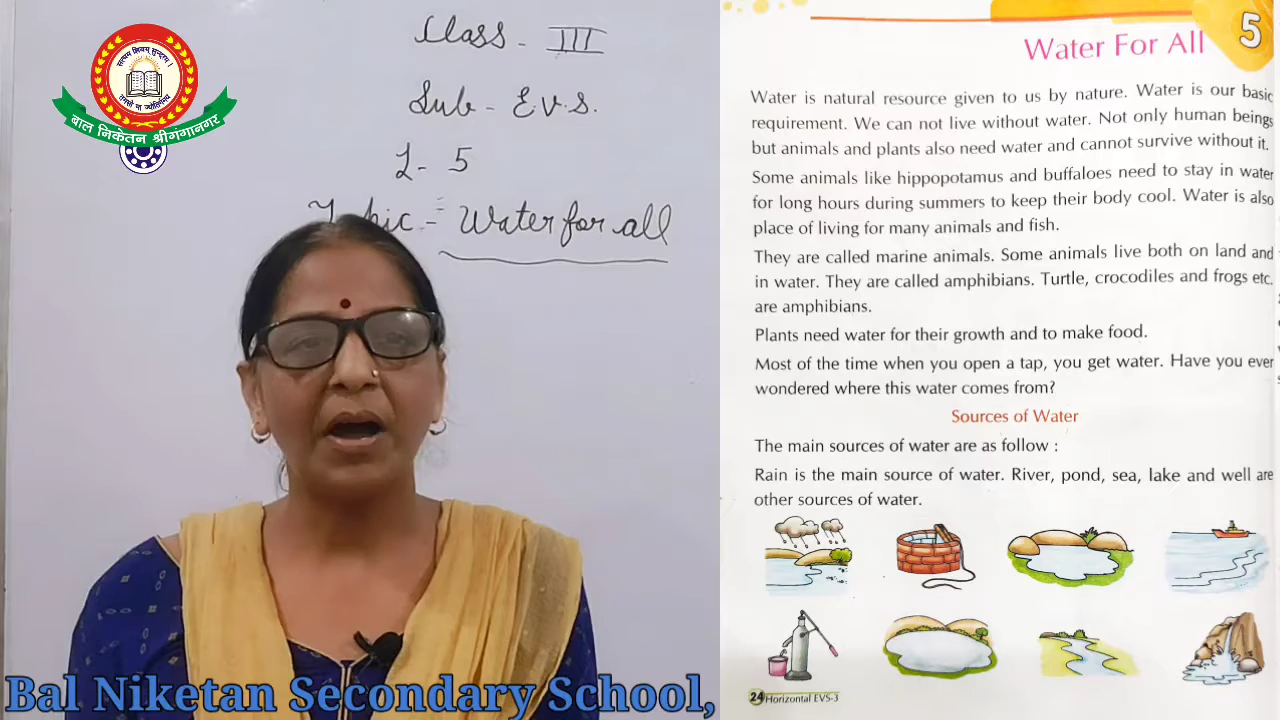 सत्यम् शिवम् सुन्दरम्
तमसो मा ज्योतिर्गमय
बाल निकेतन श्रीगंगानगर
Class - III
Sub - E.V.S.
L - 5
Topic - Water for all
Bal Niketan Secondary School,
5
Water For All
Water is natural resource given to us by nature. Water is our basic
requirement. We can not live without water. Not only human beings
but animals and plants also need water and cannot survive without it.
Some animals like hippopotamus and buffaloes need to stay in water
for long hours during summers to keep their body cool. Water is also
place of living for many animals and fish.
They are called marine animals. Some animals live both on land and
in water. They are called amphibians. Turtle, crocodiles and frogs etc.
are amphibians.
Plants need water for their growth and to make food.
Most of the time when you open a tap, you get water. Have you ever
wondered where this water comes from?
Sources of Water
The main sources of water are as follow :
Rain is the main source of water. River, pond, sea, lake and well are
other sources of water.
24 Horizontal EVS-3